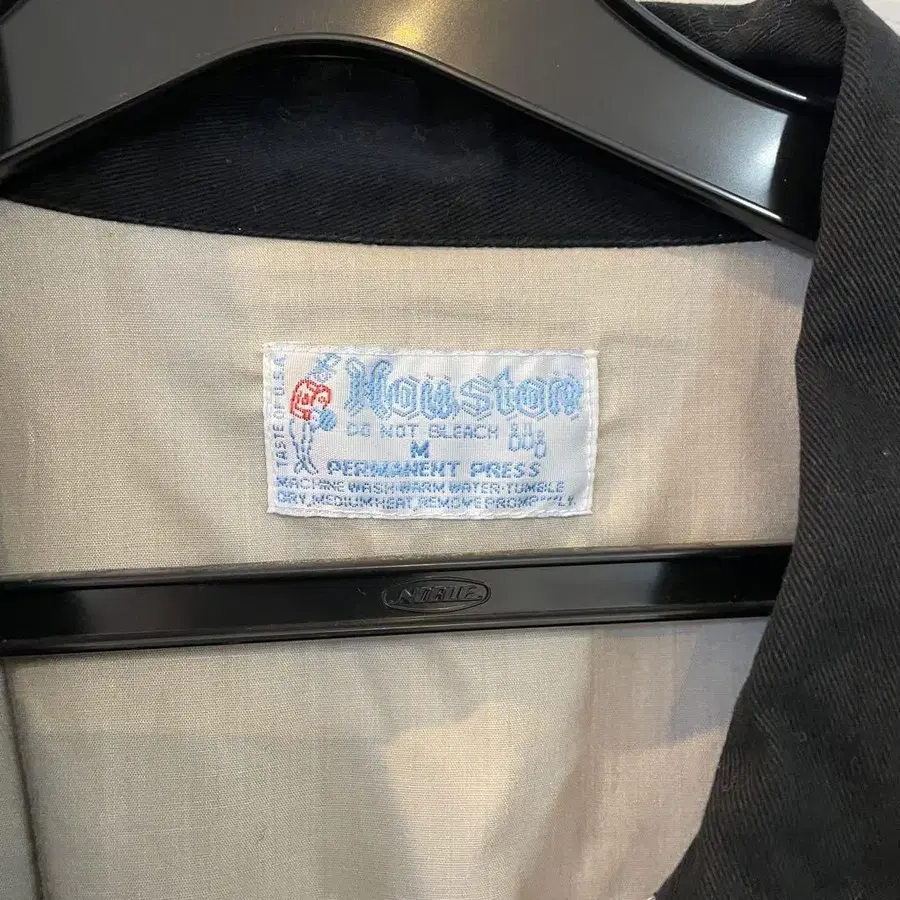 TASTE OF U.S.A
Houston
DO NOT BLEACH
M
PERMANENT PRESS
MACHINE WASH WARM WATER-TUMBLE
DRY, MEDIUM HEAT, REMOVE PROMPTLY